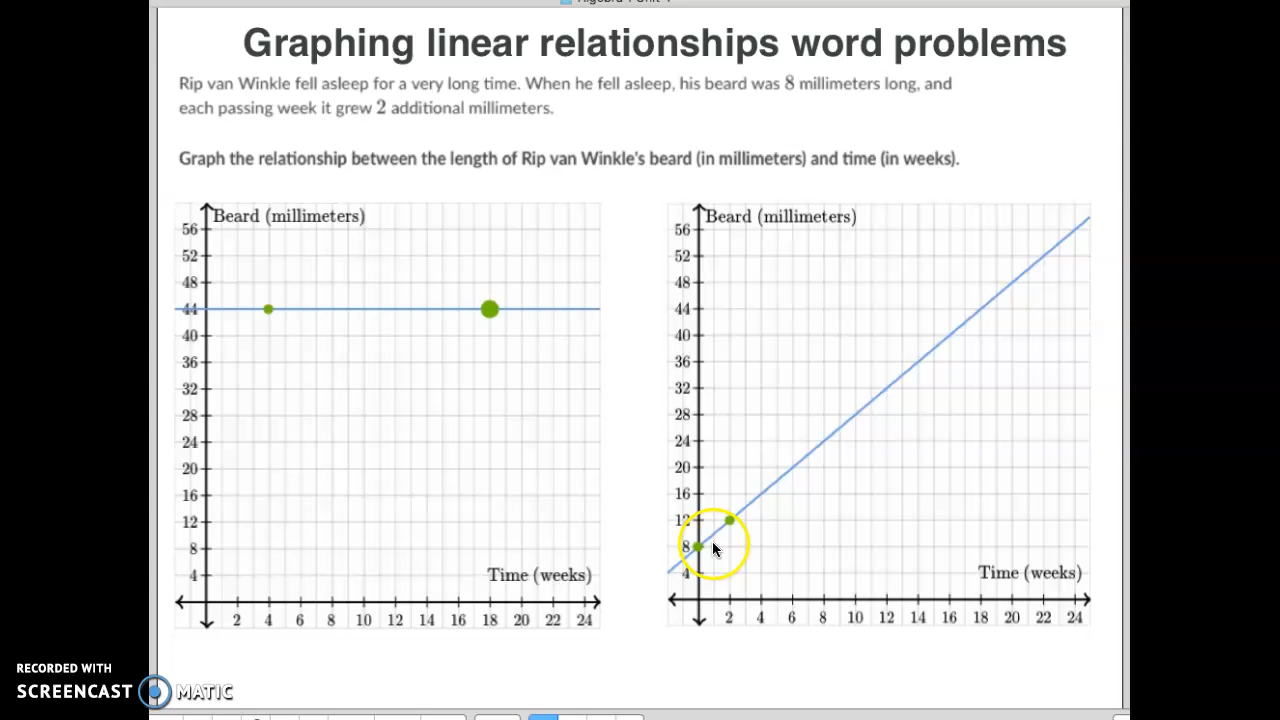 Algebra 1 Unit 4
Graphing linear relationships word problems
Rip van Winkle fell asleep for a very long time. When he fell asleep, his beard was 8 millimeters long, and
each passing week it grew 2 additional millimeters.
Graph the relationship between the length of Rip van Winkle's beard (in millimeters) and time (in weeks).
Beard (millimeters)
56
52
48
44
40
36
32
28
24
20
16
12
8
4
Time (weeks)
2 4 6 8 10 12 14 16 18 20 22 24
Beard (millimeters)
56
52
48
44
40
36
32
28
24
20
16
12
8
4
Time (weeks)
2 4 6 8 10 12 14 16 18 20 22 24
RECORDED WITH
SCREENCAST MATIC